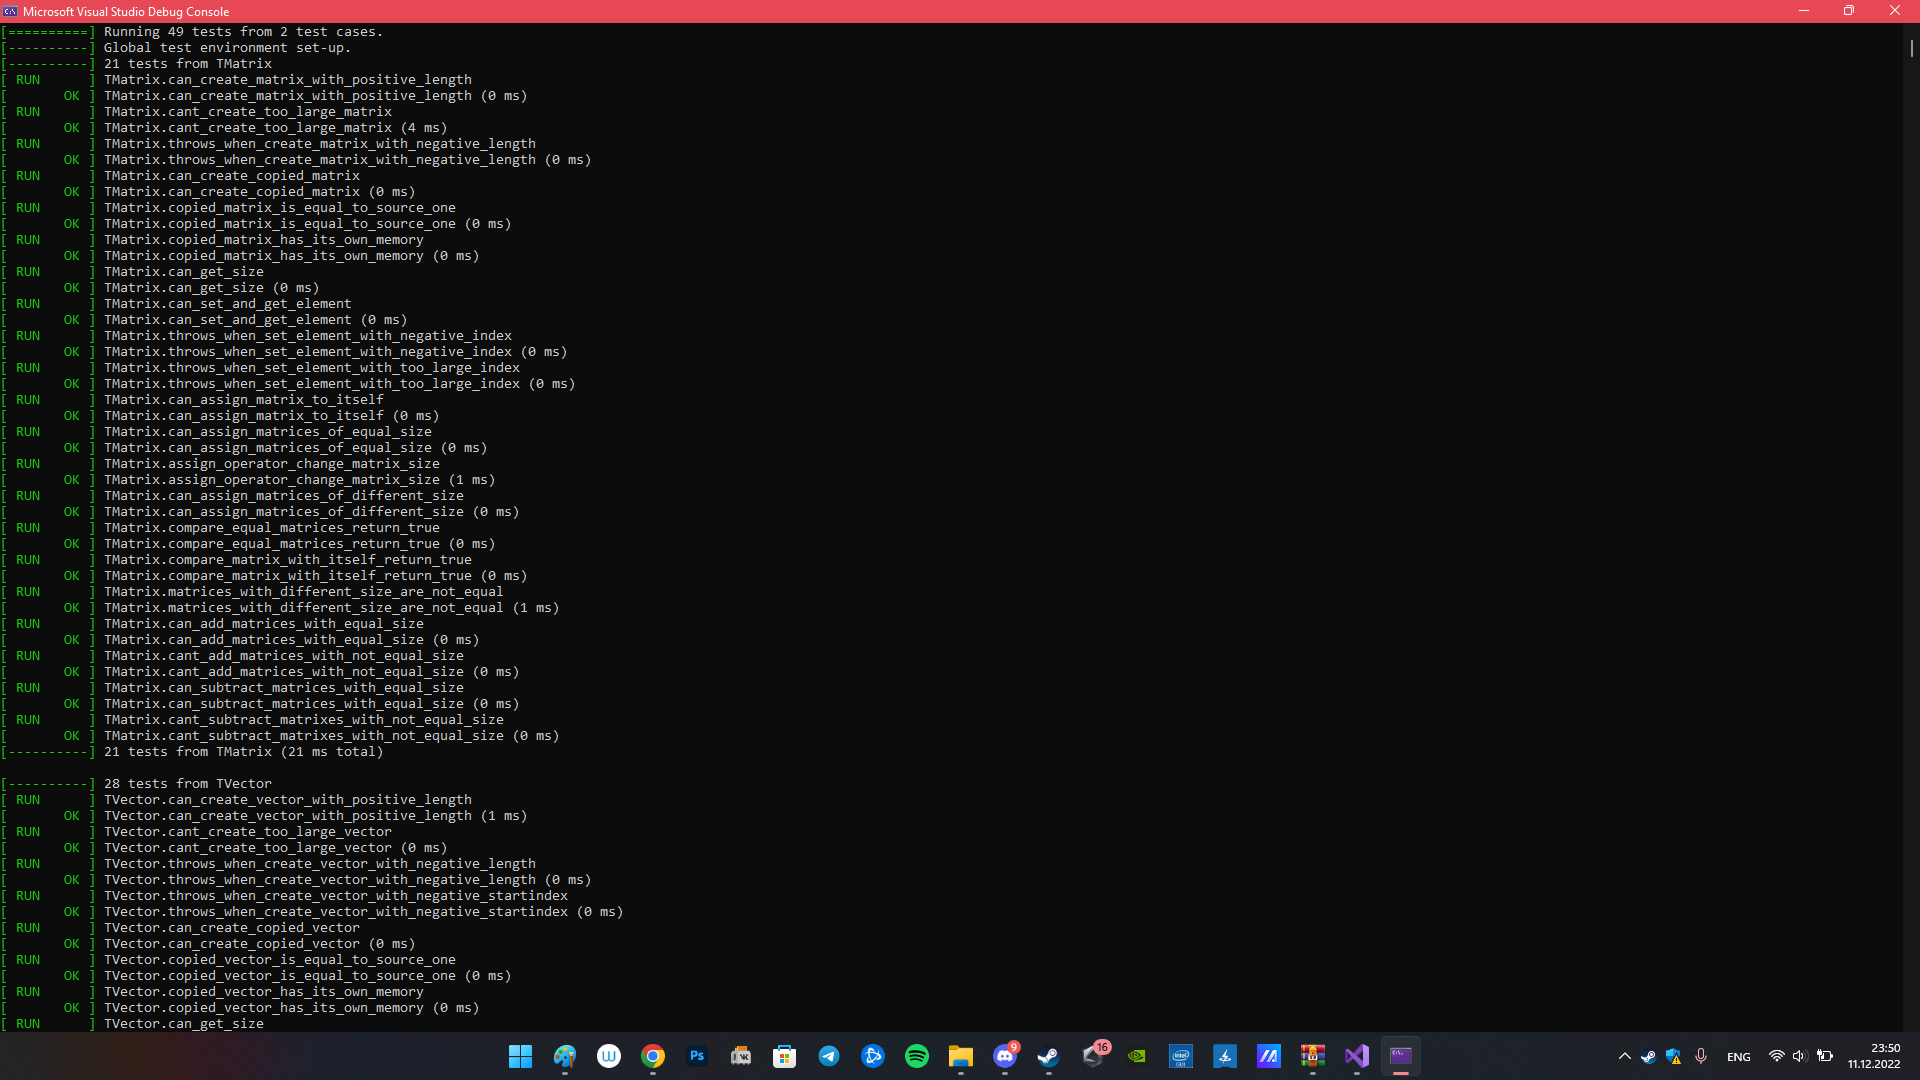 Microsoft Visual Studio Debug Console
[==========] Running 49 tests from 2 test cases.
[----------] Global test environment set-up.
[----------] 21 tests from TMatrix
[ RUN      ] TMatrix.can_create_matrix_with_positive_length
[       OK ] TMatrix.can_create_matrix_with_positive_length (0 ms)
[ RUN      ] TMatrix.cant_create_too_large_matrix
[       OK ] TMatrix.cant_create_too_large_matrix (4 ms)
[ RUN      ] TMatrix.throws_when_create_matrix_with_negative_length
[       OK ] TMatrix.throws_when_create_matrix_with_negative_length (0 ms)
[ RUN      ] TMatrix.can_create_copied_matrix
[       OK ] TMatrix.can_create_copied_matrix (0 ms)
[ RUN      ] TMatrix.copied_matrix_is_equal_to_source_one
[       OK ] TMatrix.copied_matrix_is_equal_to_source_one (0 ms)
[ RUN      ] TMatrix.copied_matrix_has_its_own_memory
[       OK ] TMatrix.copied_matrix_has_its_own_memory (0 ms)
[ RUN      ] TMatrix.can_get_size
[       OK ] TMatrix.can_get_size (0 ms)
[ RUN      ] TMatrix.can_set_and_get_element
[       OK ] TMatrix.can_set_and_get_element (0 ms)
[ RUN      ] TMatrix.throws_when_set_element_with_negative_index
[       OK ] TMatrix.throws_when_set_element_with_negative_index (0 ms)
[ RUN      ] TMatrix.throws_when_set_element_with_too_large_index
[       OK ] TMatrix.throws_when_set_element_with_too_large_index (0 ms)
[ RUN      ] TMatrix.can_assign_matrix_to_itself
[       OK ] TMatrix.can_assign_matrix_to_itself (0 ms)
[ RUN      ] TMatrix.can_assign_matrices_of_equal_size
[       OK ] TMatrix.can_assign_matrices_of_equal_size (0 ms)
[ RUN      ] TMatrix.assign_operator_change_matrix_size
[       OK ] TMatrix.assign_operator_change_matrix_size (1 ms)
[ RUN      ] TMatrix.can_assign_matrices_of_different_size
[       OK ] TMatrix.can_assign_matrices_of_different_size (0 ms)
[ RUN      ] TMatrix.compare_equal_matrices_return_true
[       OK ] TMatrix.compare_equal_matrices_return_true (0 ms)
[ RUN      ] TMatrix.compare_matrix_with_itself_return_true
[       OK ] TMatrix.compare_matrix_with_itself_return_true (0 ms)
[ RUN      ] TMatrix.matrices_with_different_size_are_not_equal
[       OK ] TMatrix.matrices_with_different_size_are_not_equal (1 ms)
[ RUN      ] TMatrix.can_add_matrices_with_equal_size
[       OK ] TMatrix.can_add_matrices_with_equal_size (0 ms)
[ RUN      ] TMatrix.cant_add_matrices_with_not_equal_size
[       OK ] TMatrix.cant_add_matrices_with_not_equal_size (0 ms)
[ RUN      ] TMatrix.can_subtract_matrices_with_equal_size
[       OK ] TMatrix.can_subtract_matrices_with_equal_size (0 ms)
[ RUN      ] TMatrix.cant_subtract_matrixes_with_not_equal_size
[       OK ] TMatrix.cant_subtract_matrixes_with_not_equal_size (0 ms)
[----------] 21 tests from TMatrix (21 ms total)
[----------] 28 tests from TVector
[ RUN      ] TVector.can_create_vector_with_positive_length
[       OK ] TVector.can_create_vector_with_positive_length (1 ms)
[ RUN      ] TVector.cant_create_too_large_vector
[       OK ] TVector.cant_create_too_large_vector (0 ms)
[ RUN      ] TVector.throws_when_create_vector_with_negative_length
[       OK ] TVector.throws_when_create_vector_with_negative_length (0 ms)
[ RUN      ] TVector.throws_when_create_vector_with_negative_startindex
[       OK ] TVector.throws_when_create_vector_with_negative_startindex (0 ms)
[ RUN      ] TVector.can_create_copied_vector
[       OK ] TVector.can_create_copied_vector (0 ms)
[ RUN      ] TVector.copied_vector_is_equal_to_source_one
[       OK ] TVector.copied_vector_is_equal_to_source_one (0 ms)
[ RUN      ] TVector.copied_vector_has_its_own_memory
[       OK ] TVector.copied_vector_has_its_own_memory (0 ms)
[ RUN      ] TVector.can_get_size
W
Ps
9
16
ENG
23:50
11.12.2022